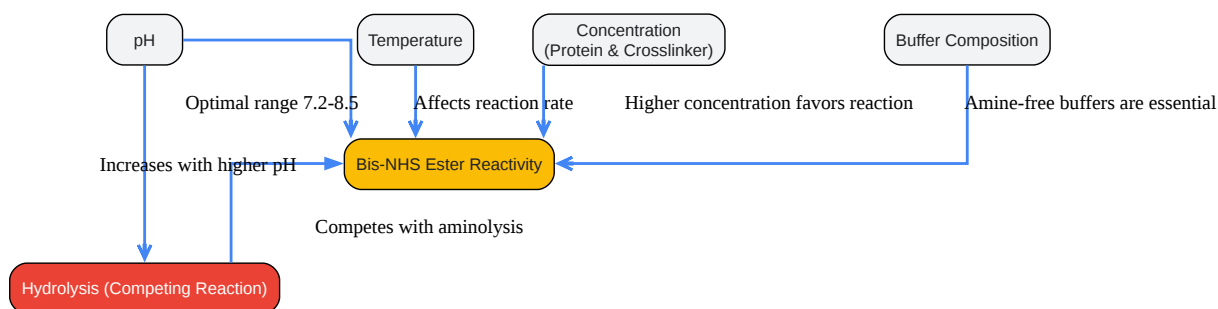 pH
Temperature
Concentration
(Protein & Crosslinker)
Buffer Composition
Optimal range 7.2-8.5
Affects reaction rate
Higher concentration favors reaction
Amine-free buffers are essential
Increases with higher pH
Bis-NHS Ester Reactivity
Competes with aminolysis
Hydrolysis (Competing Reaction)